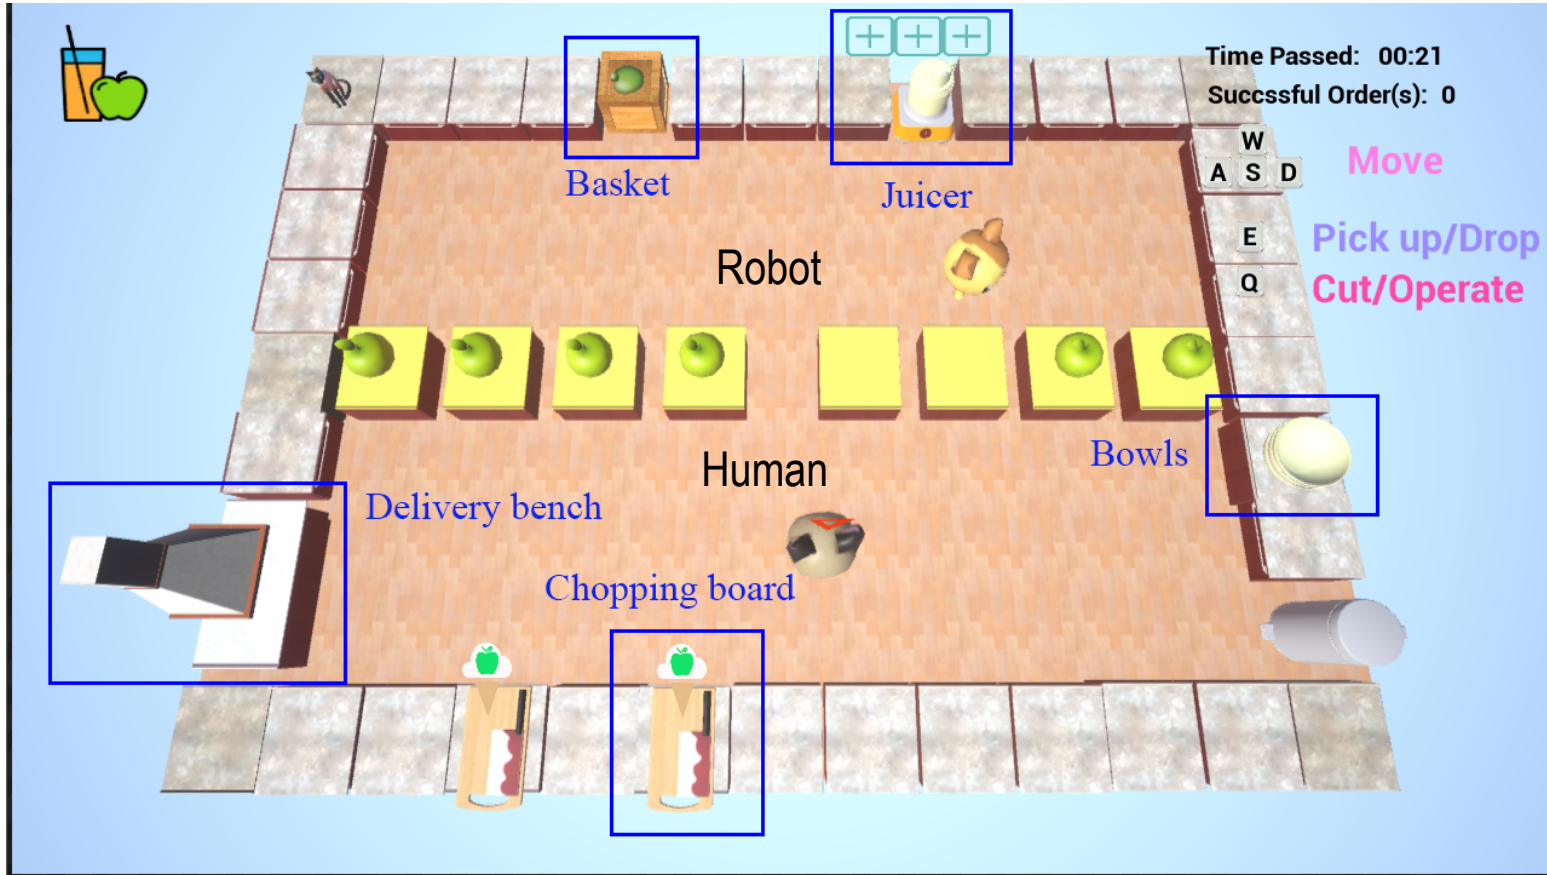 Time Passed: 00:21
Succssful Order(s): 0
W
A S D
Move
Basket
Juicer
E
Pick up/Drop
Robot
Q
Cut/Operate
Bowls
Human
Delivery bench
Chopping board